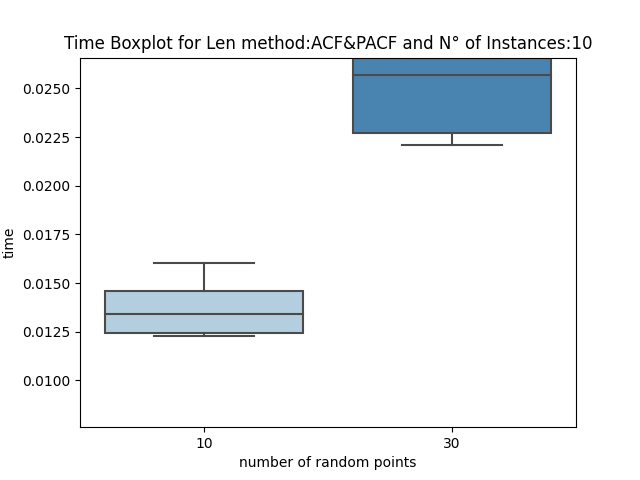 Time Boxplot for Len method:ACF&PACF and N° of Instances:10
0.0250
0.0225
0.0200
0.0175
0.0150
0.0125
0.0100
time
10 30
number of random points